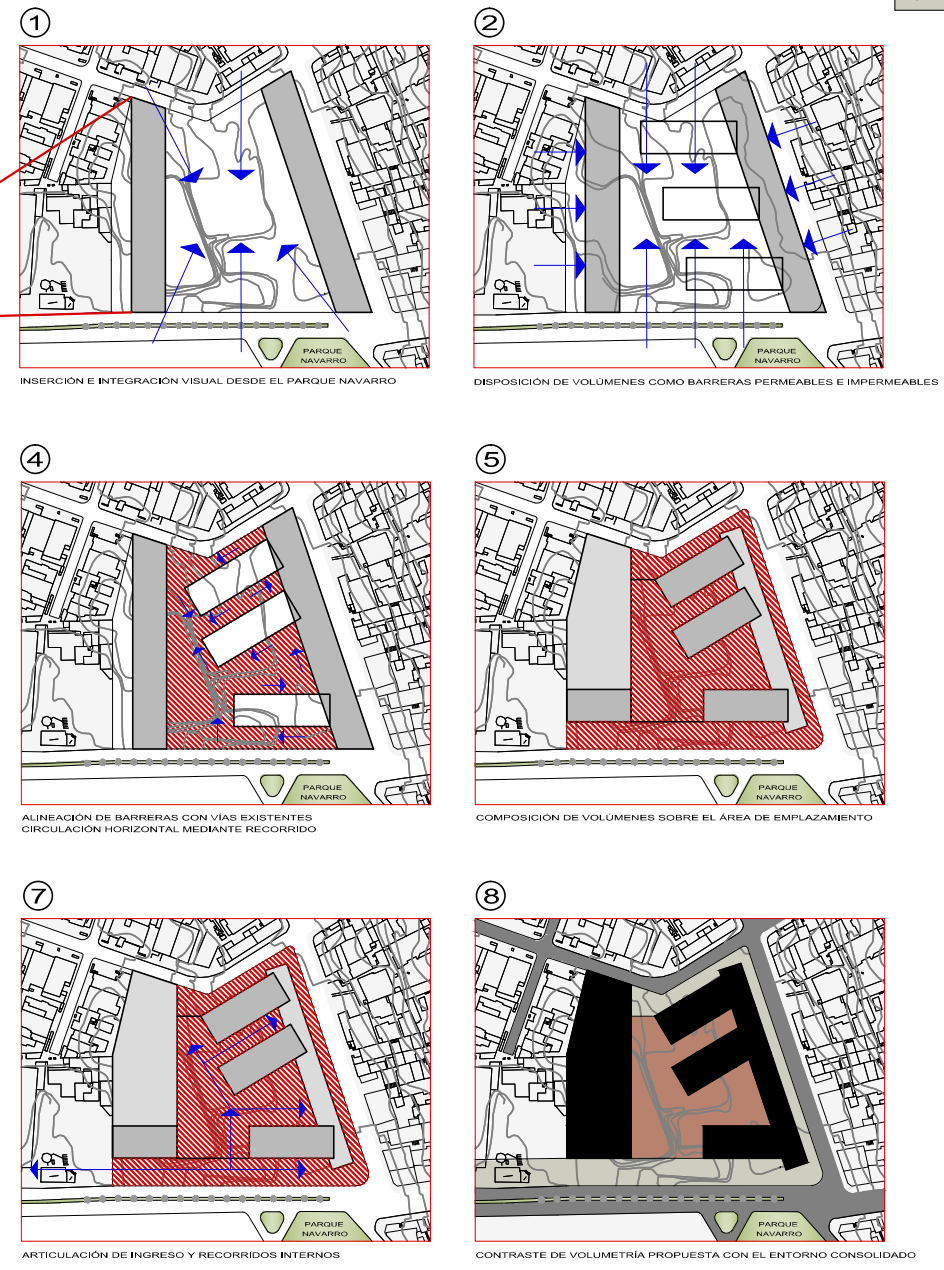 1
2
PARQUE
NAVARRO
PARQUE
NAVARRO
INSERCIÓN E INTEGRACIÓN VISUAL DESDE EL PARQUE NAVARRO
DISPOSICIÓN DE VOLÚMENES COMO BARRERAS PERMEABLES E IMPERMEABLES
4
5
PARQUE
NAVARRO
PARQUE
NAVARRO
ALINEACIÓN DE BARRERAS CON VÍAS EXISTENTES
CIRCULACIÓN HORIZONTAL MEDIANTE RECORRIDO
COMPOSICIÓN DE VOLÚMENES SOBRE EL ÁREA DE EMPLAZAMIENTO
7
8
PARQUE
NAVARRO
PARQUE
NAVARRO
ARTICULACIÓN DE INGRESO Y RECORRIDOS INTERNOS
CONTRASTE DE VOLUMETRÍA PROPUESTA CON EL ENTORNO CONSOLIDADO